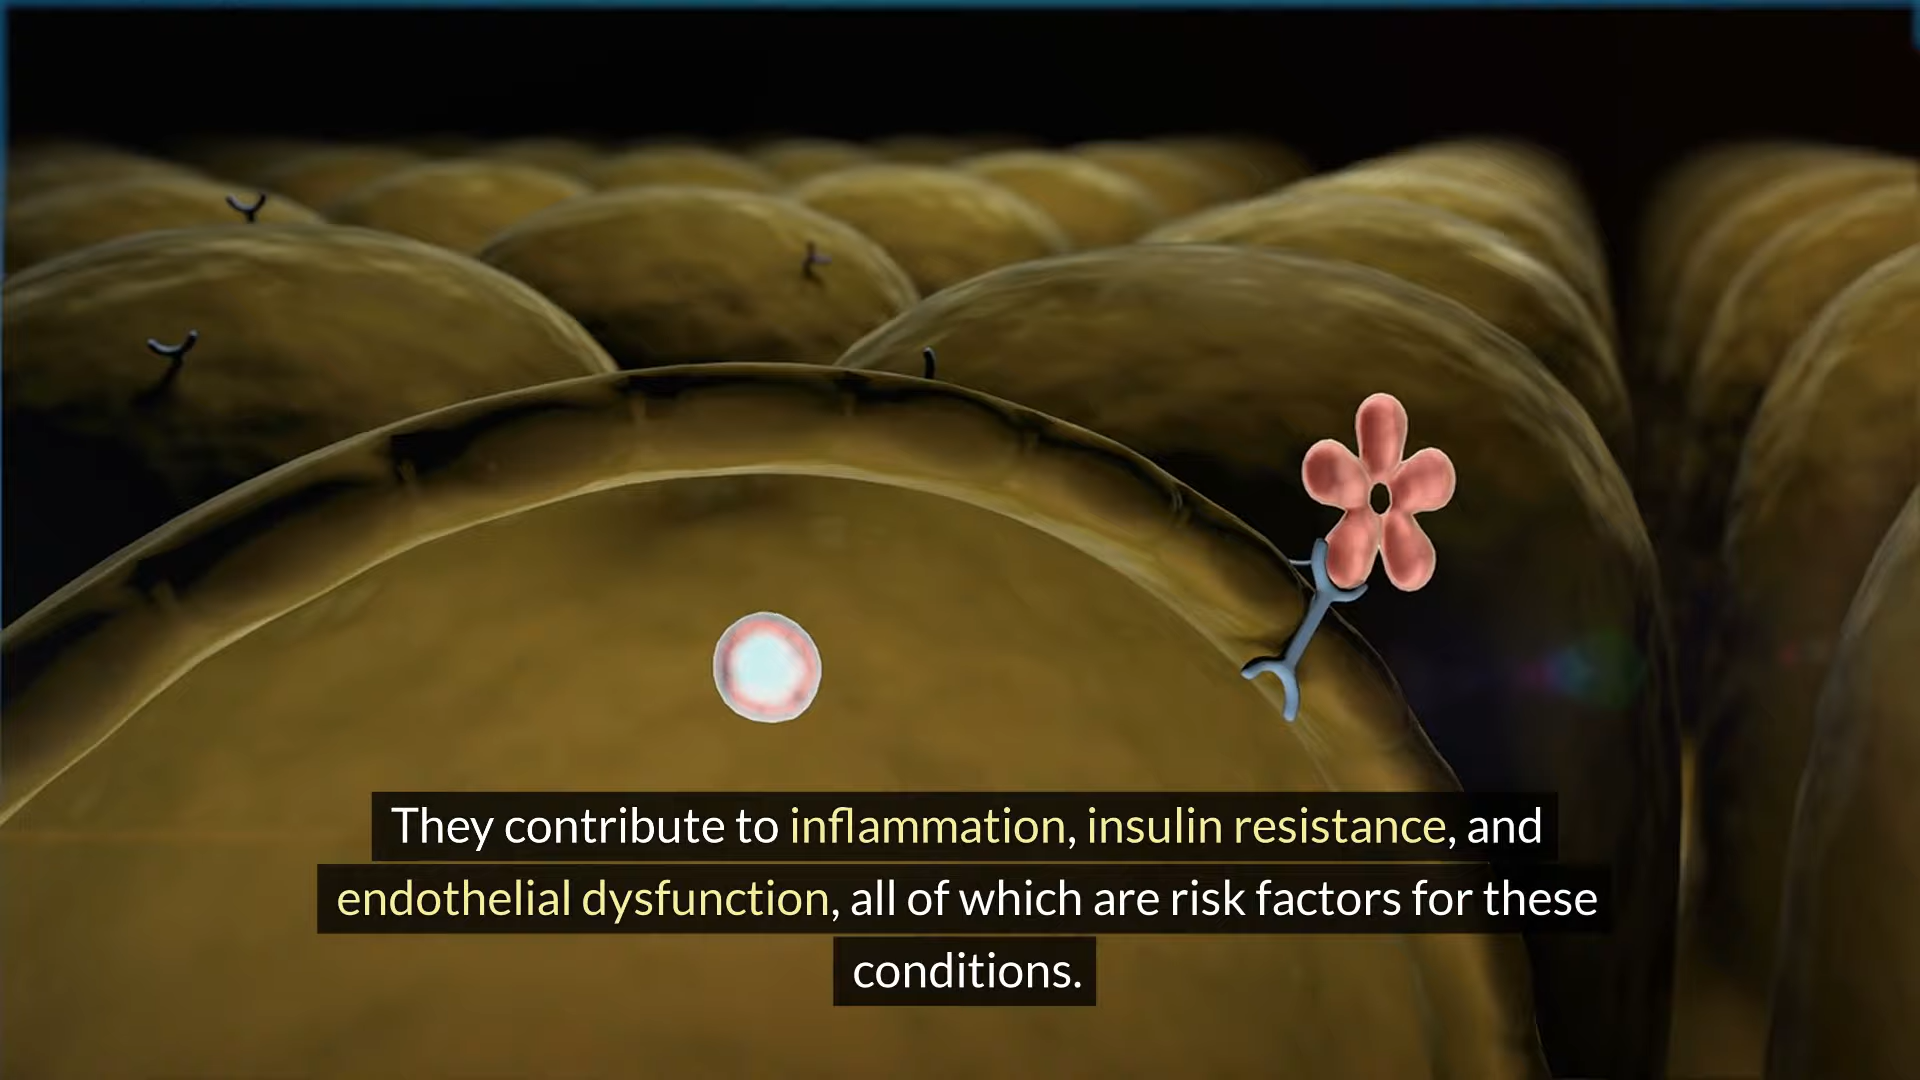 They contribute to inflammation, insulin resistance, and
endothelial dysfunction, all of which are risk factors for these
conditions.